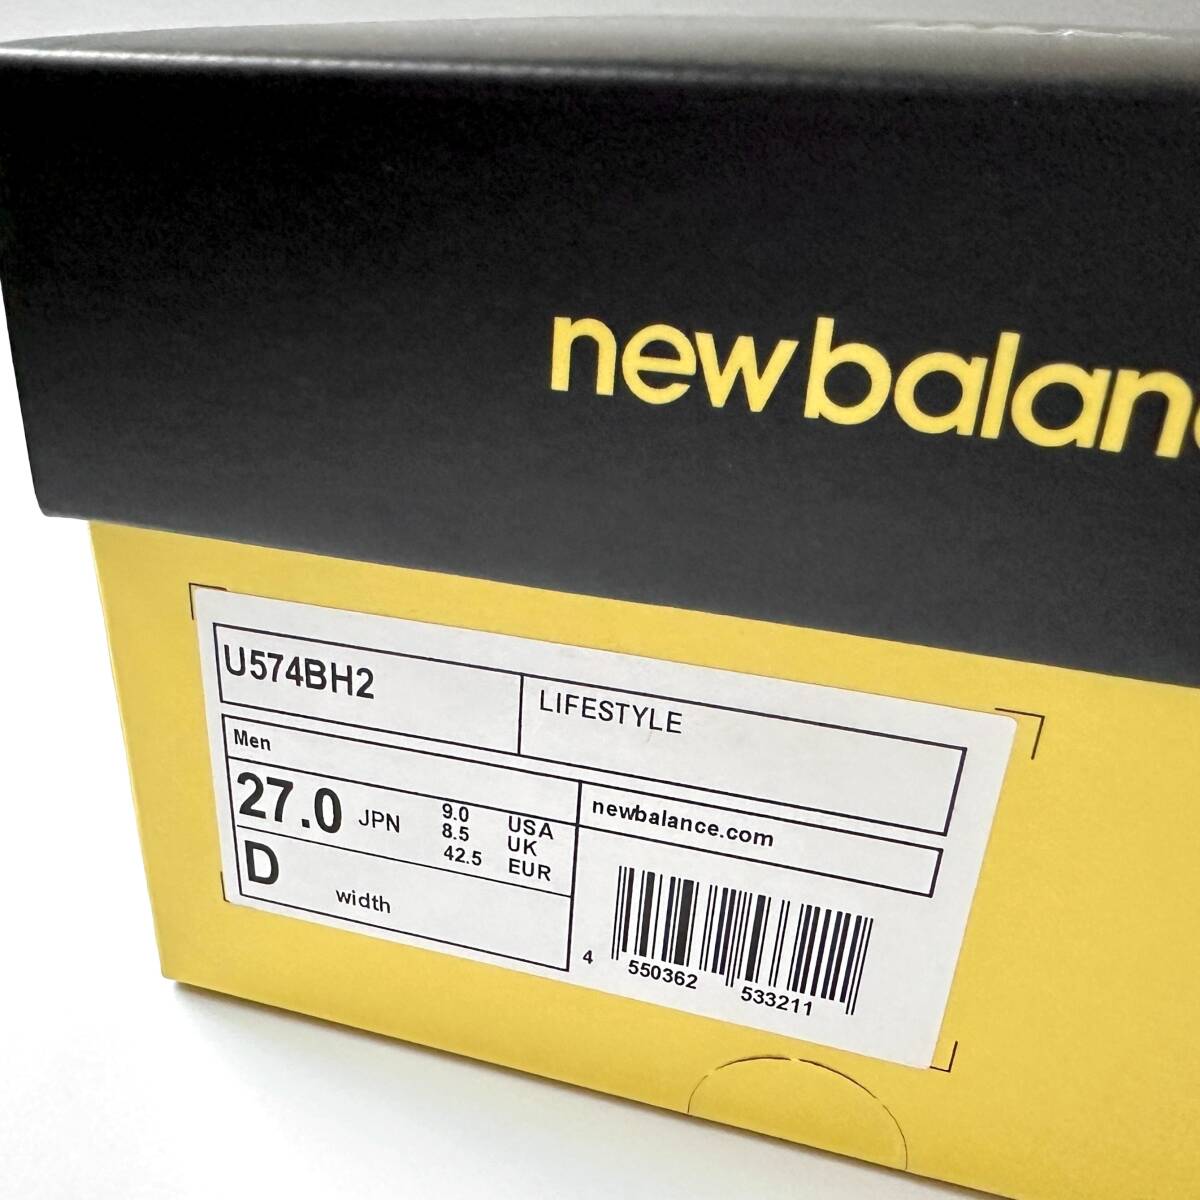 new balan
U574BH2
LIFESTYLE
Men
27.0 JPN
9.0 USA
8.5 UK
42.5 EUR
D
width
newbalance.com
4 550362 533211